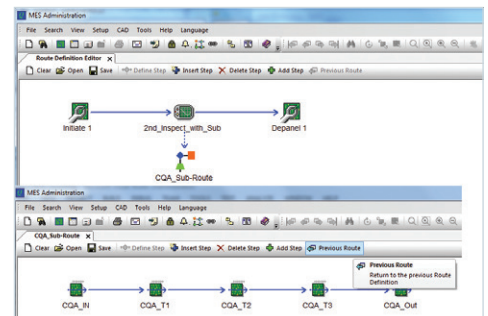 MES Administration
File Search View Setup CAD Tools Help Language
Route Definition Editor x
Clear Open Save Define Step Insert Step Delete Step Add Step Previous Route
Initiate 1 2nd_Inspect_with_Sub Depanel 1
CQA_Sub-Route
MES Administration
File Search View Setup CAD Tools Help Language
CQA_Sub-Route x
Clear Open Save Define Step Insert Step Delete Step Add Step Previous Route
Previous Route
Return to the previous Route
Definition
CQA_IN CQA_T1 CQA_T2 CQA_T3 CQA_Out